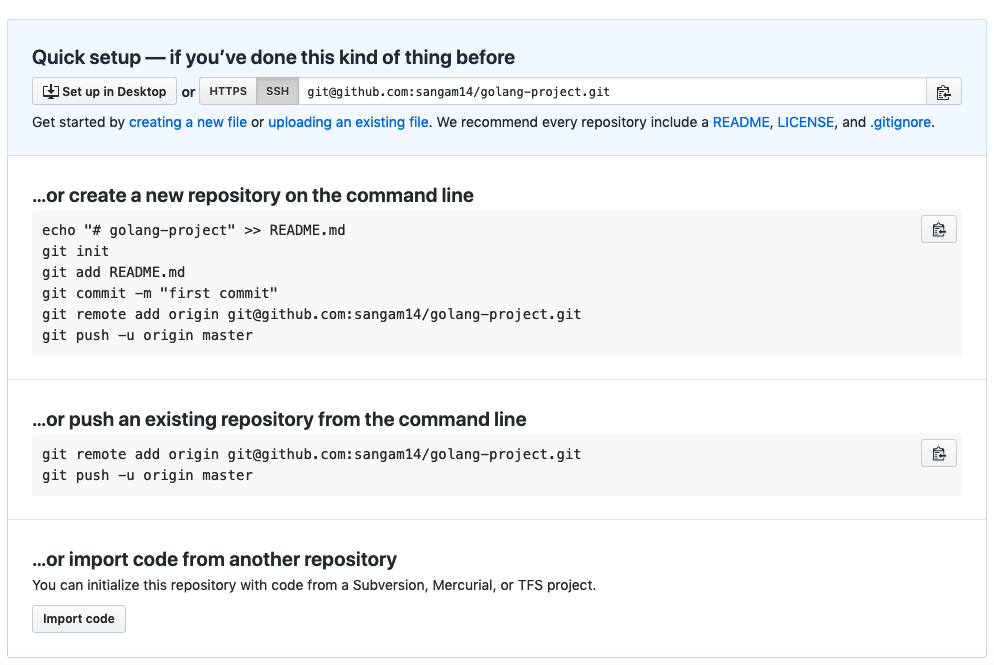 Quick setup — if you’ve done this kind of thing before
Set up in Desktop or HTTPS SSH git@github.com:sangam14/golang-project.git
Get started by creating a new file or uploading an existing file. We recommend every repository include a README, LICENSE, and .gitignore.
…or create a new repository on the command line
echo "# golang-project" >> README.md
git init
git add README.md
git commit -m "first commit"
git remote add origin git@github.com:sangam14/golang-project.git
git push -u origin master
…or push an existing repository from the command line
git remote add origin git@github.com:sangam14/golang-project.git
git push -u origin master
…or import code from another repository
You can initialize this repository with code from a Subversion, Mercurial, or TFS project.
Import code